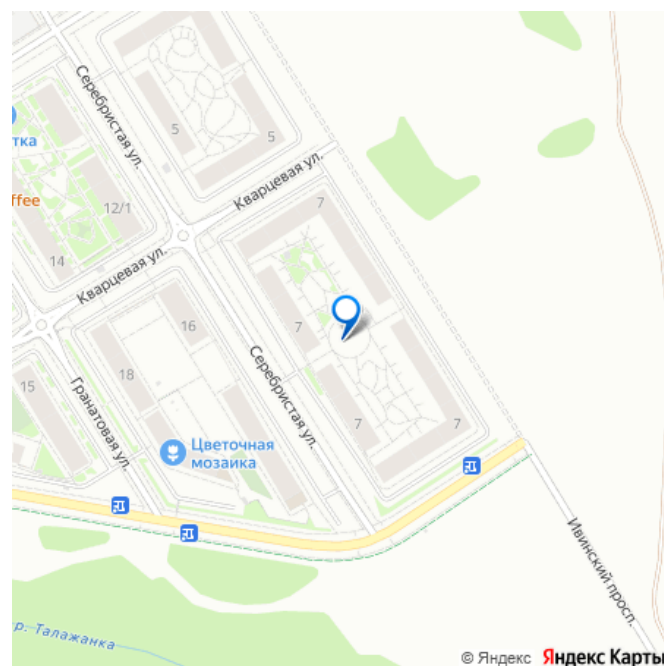 Серебристая ул.
5
5
тка
Кварцевая ул.
ffee
12/1
7
14
Кварцевая ул.
16
7
15
18
Гранатовая ул.
Серебристая ул.
7
7
Цветочная
мозаика
Ивинский просп.
р. Талажанка
© Яндекс Яндекс Карты